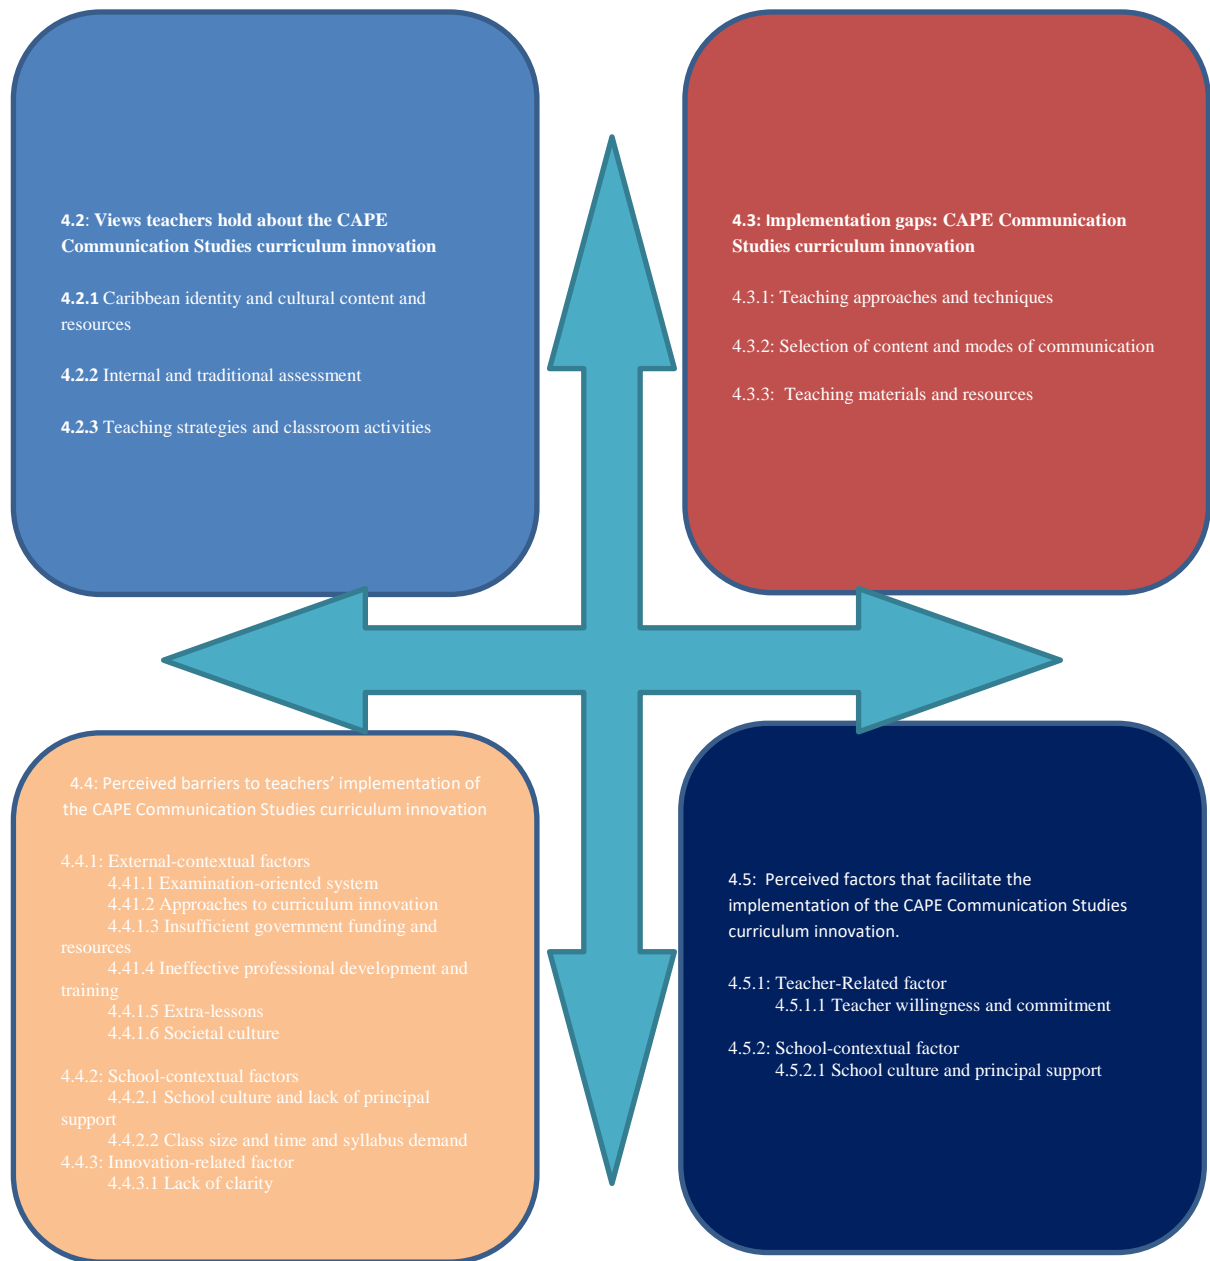 4.2: Views teachers hold about the CAPE
Communication Studies curriculum innovation
4.2.1 Caribbean identity and cultural content and
resources
4.2.2 Internal and traditional assessment
4.2.3 Teaching strategies and classroom activities
4.3: Implementation gaps: CAPE Communication
Studies curriculum innovation
4.3.1: Teaching approaches and techniques
4.3.2: Selection of content and modes of communication
4.3.3: Teaching materials and resources
4.4: Perceived barriers to teachers’ implementation of
the CAPE Communication Studies curriculum innovation
4.4.1: External-contextual factors
4.41.1 Examination-oriented system
4.41.2 Approaches to curriculum innovation
4.4.1.3 Insufficient government funding and
resources
4.41.4 Ineffective professional development and
training
4.4.1.5 Extra-lessons
4.4.1.6 Societal culture
4.4.2: School-contextual factors
4.4.2.1 School culture and lack of principal
support
4.4.2.2 Class size and time and syllabus demand
4.4.3: Innovation-related factor
4.4.3.1 Lack of clarity
4.5: Perceived factors that facilitate the
implementation of the CAPE Communication Studies
curriculum innovation.
4.5.1: Teacher-Related factor
4.5.1.1 Teacher willingness and commitment
4.5.2: School-contextual factor
4.5.2.1 School culture and principal support